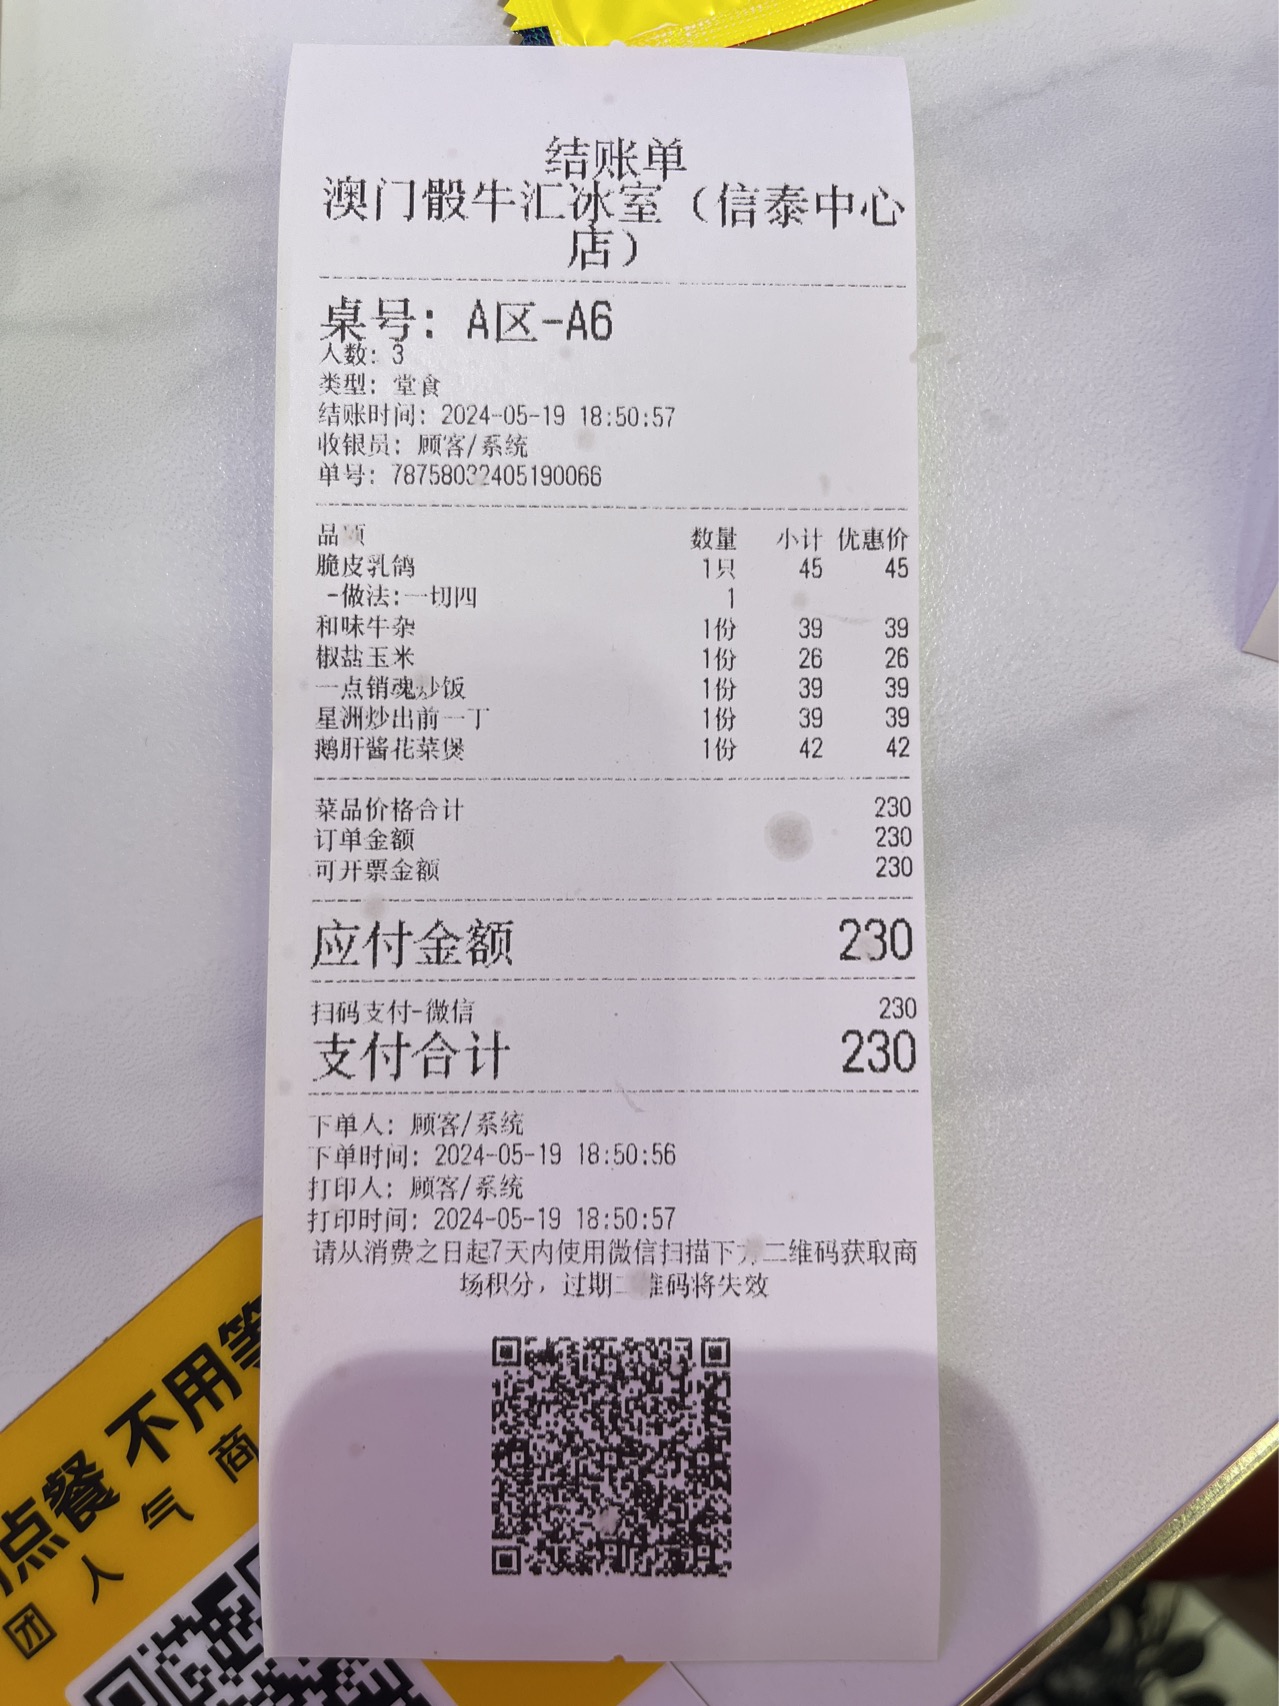 结账单
澳门骰牛汇冰室（信泰中心
店）
桌号：A区-A6
人数：3
类型：堂食
结账时间：2024-05-19 18:50:57
收银员：顾客/系统
单号：78758032405190066
品项 数量 小计 优惠价
脆皮乳鸽 1只 45 45
-做法:一切四 1
和味牛杂 1份 39 39
椒盐玉米 1份 26 26
一点销魂炒饭 1份 39 39
星洲炒出前一丁 1份 39 39
鹅肝酱花菜煲 1份 42 42
菜品价格合计 230
订单金额 230
可开票金额 230
应付金额 230
扫码支付-微信 230
支付合计 230
下单人：顾客/系统
下单时间：2024-05-19 18:50:56
打印人：顾客/系统
打印时间：2024-05-19 18:50:57
请从消费之日起7天内使用微信扫描下方二维码获取商
场积分，过期二维码将失效
点餐 不用等
团人气商